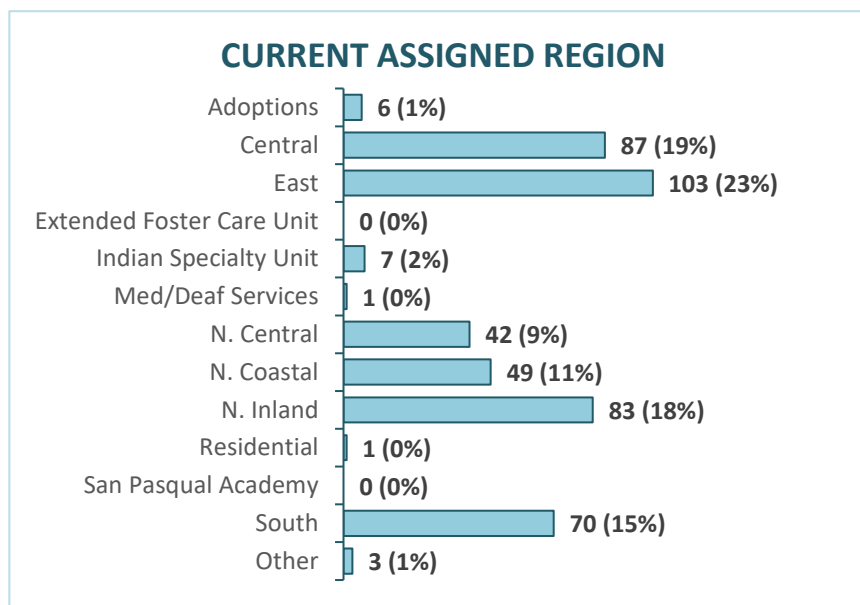 CURRENT ASSIGNED REGION
Adoptions 6 (1%)
Central 87 (19%)
East 103 (23%)
Extended Foster Care Unit 0 (0%)
Indian Specialty Unit 7 (2%)
Med/Deaf Services 1 (0%)
N. Central 42 (9%)
N. Coastal 49 (11%)
N. Inland 83 (18%)
Residential 1 (0%)
San Pasqual Academy 0 (0%)
South 70 (15%)
Other 3 (1%)